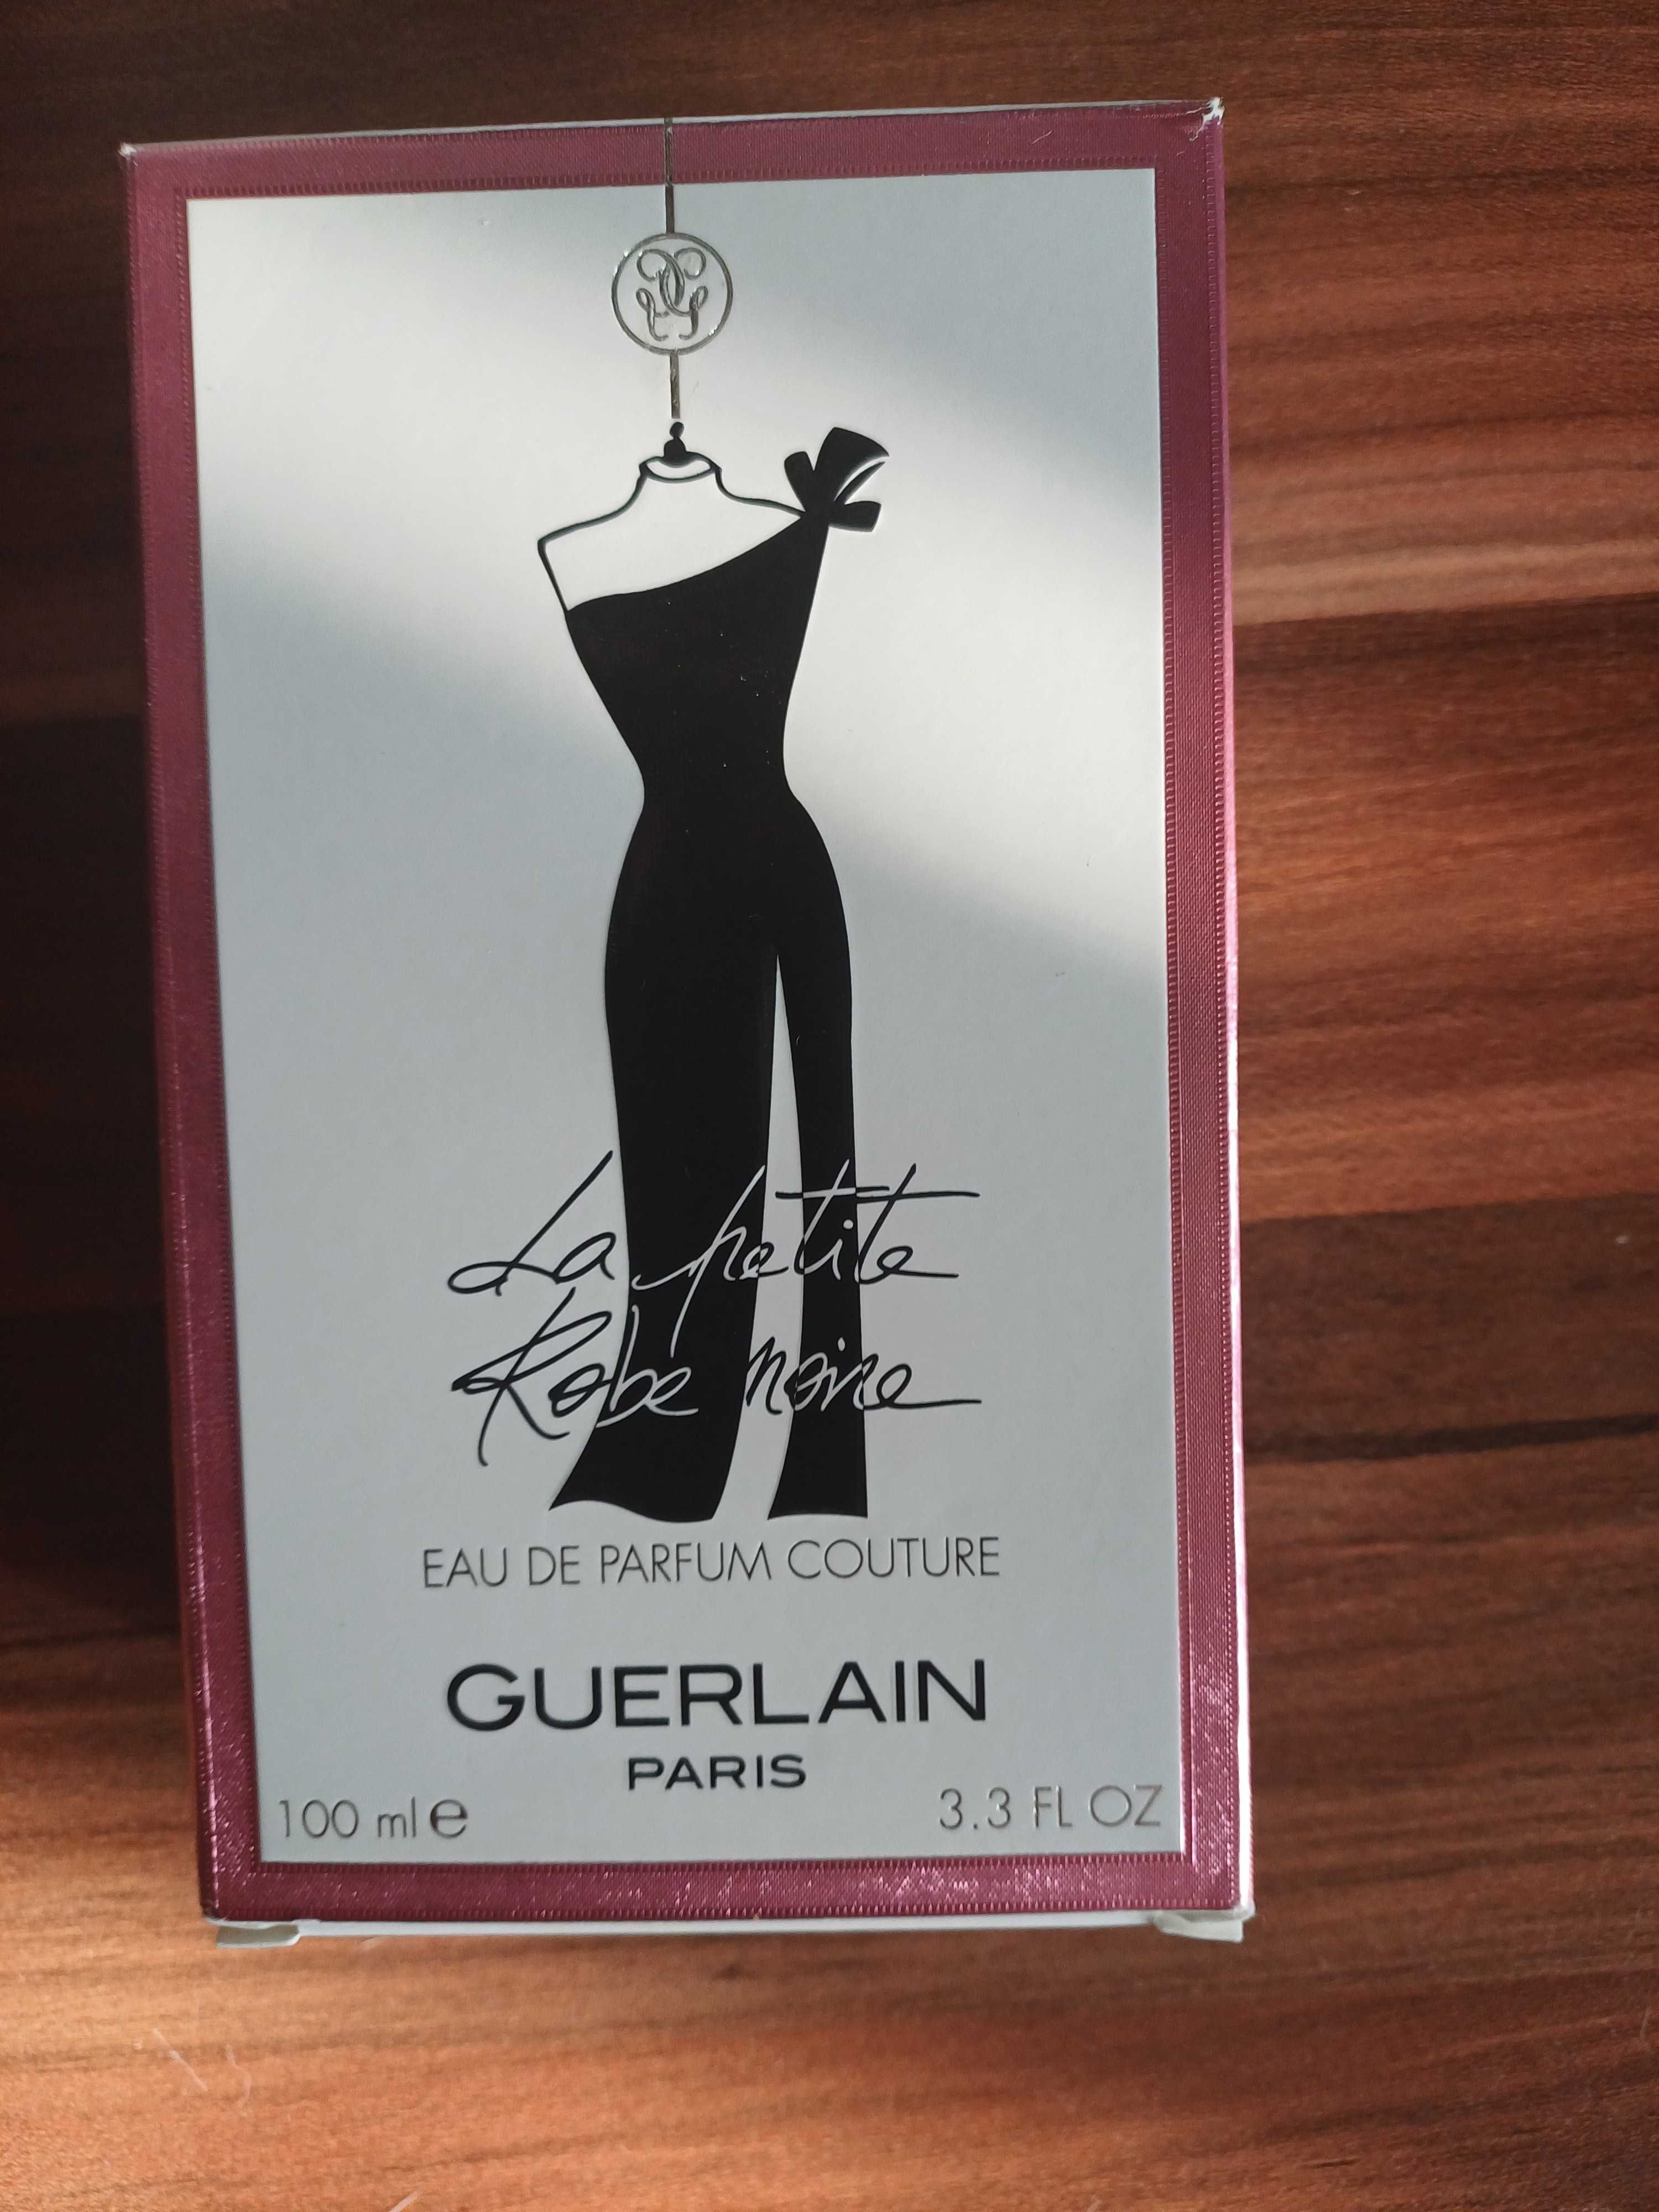 La petite
Robe noire
EAU DE PARFUM COUTURE
GUERLAIN
PARIS
100 ml e
3.3 FL OZ